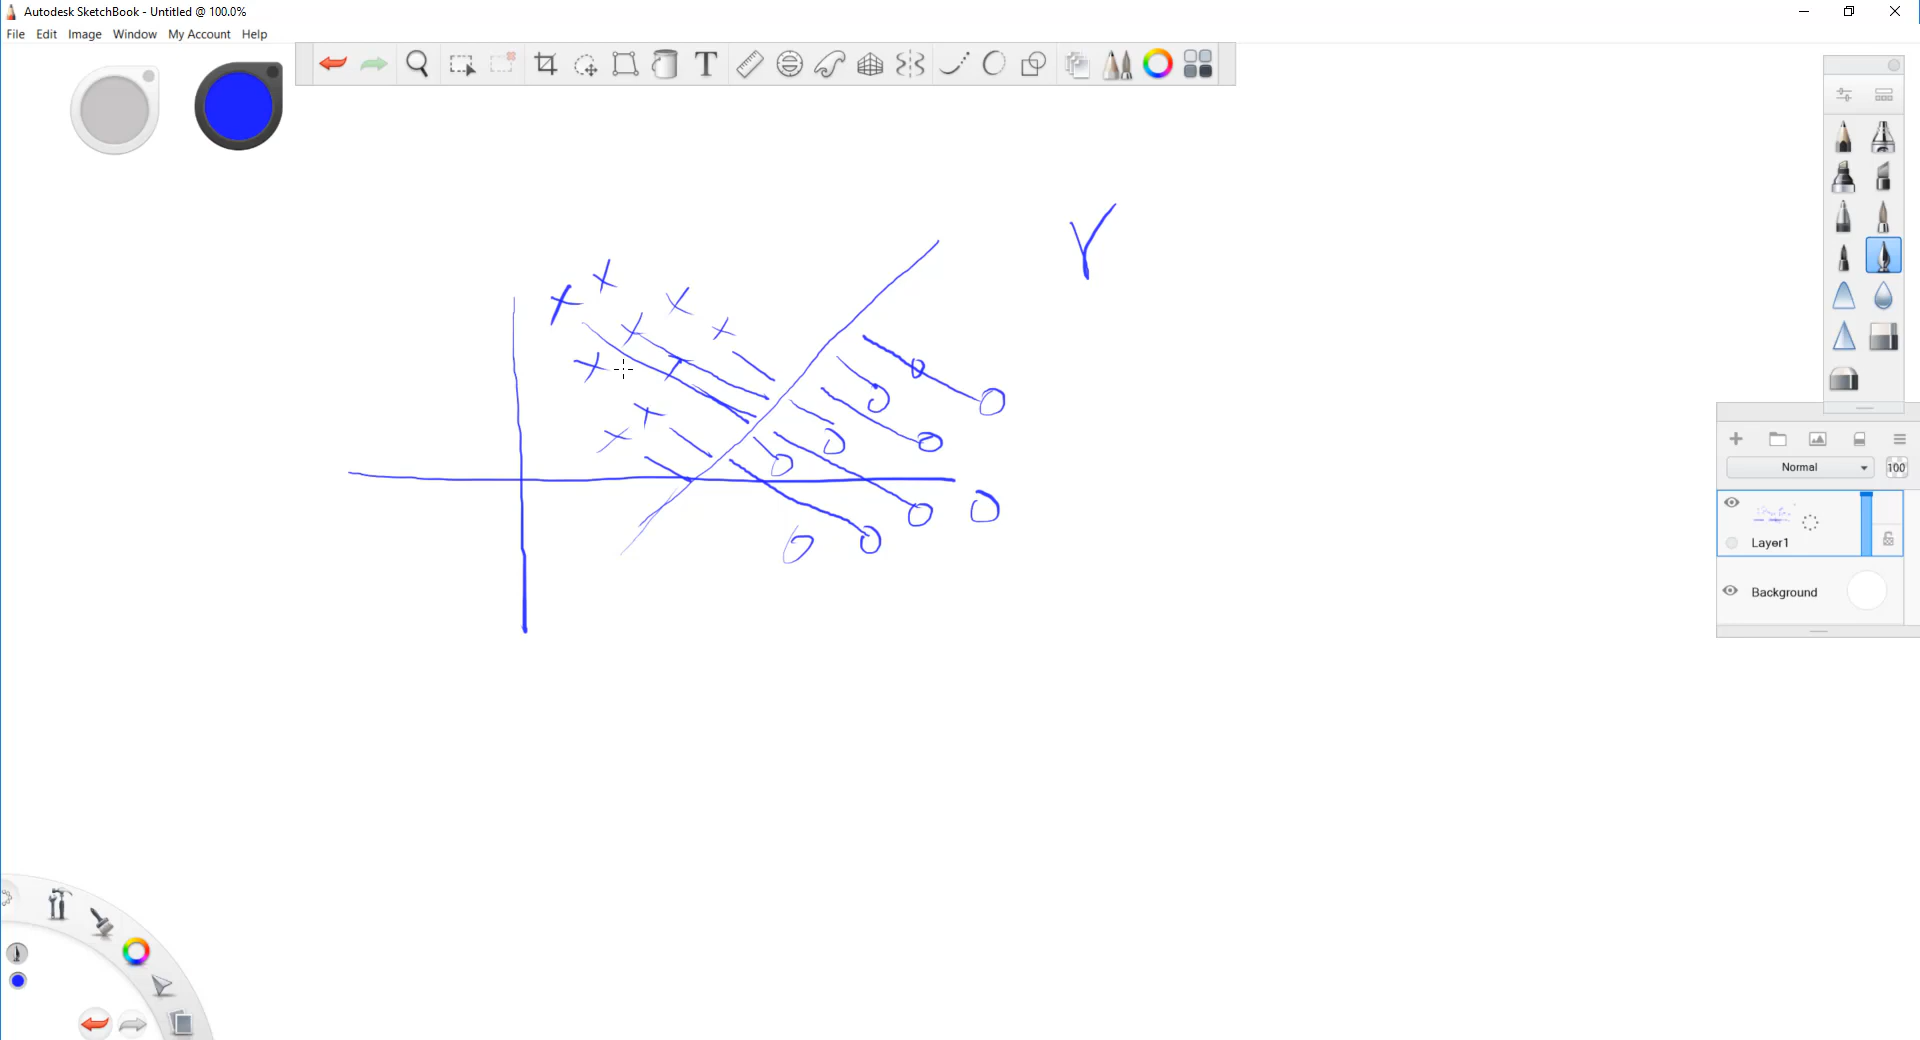 Autodesk SketchBook - Untitled @ 100.0%
File Edit Image Window My Account Help
T
Y
Normal 100
Layer1
Background